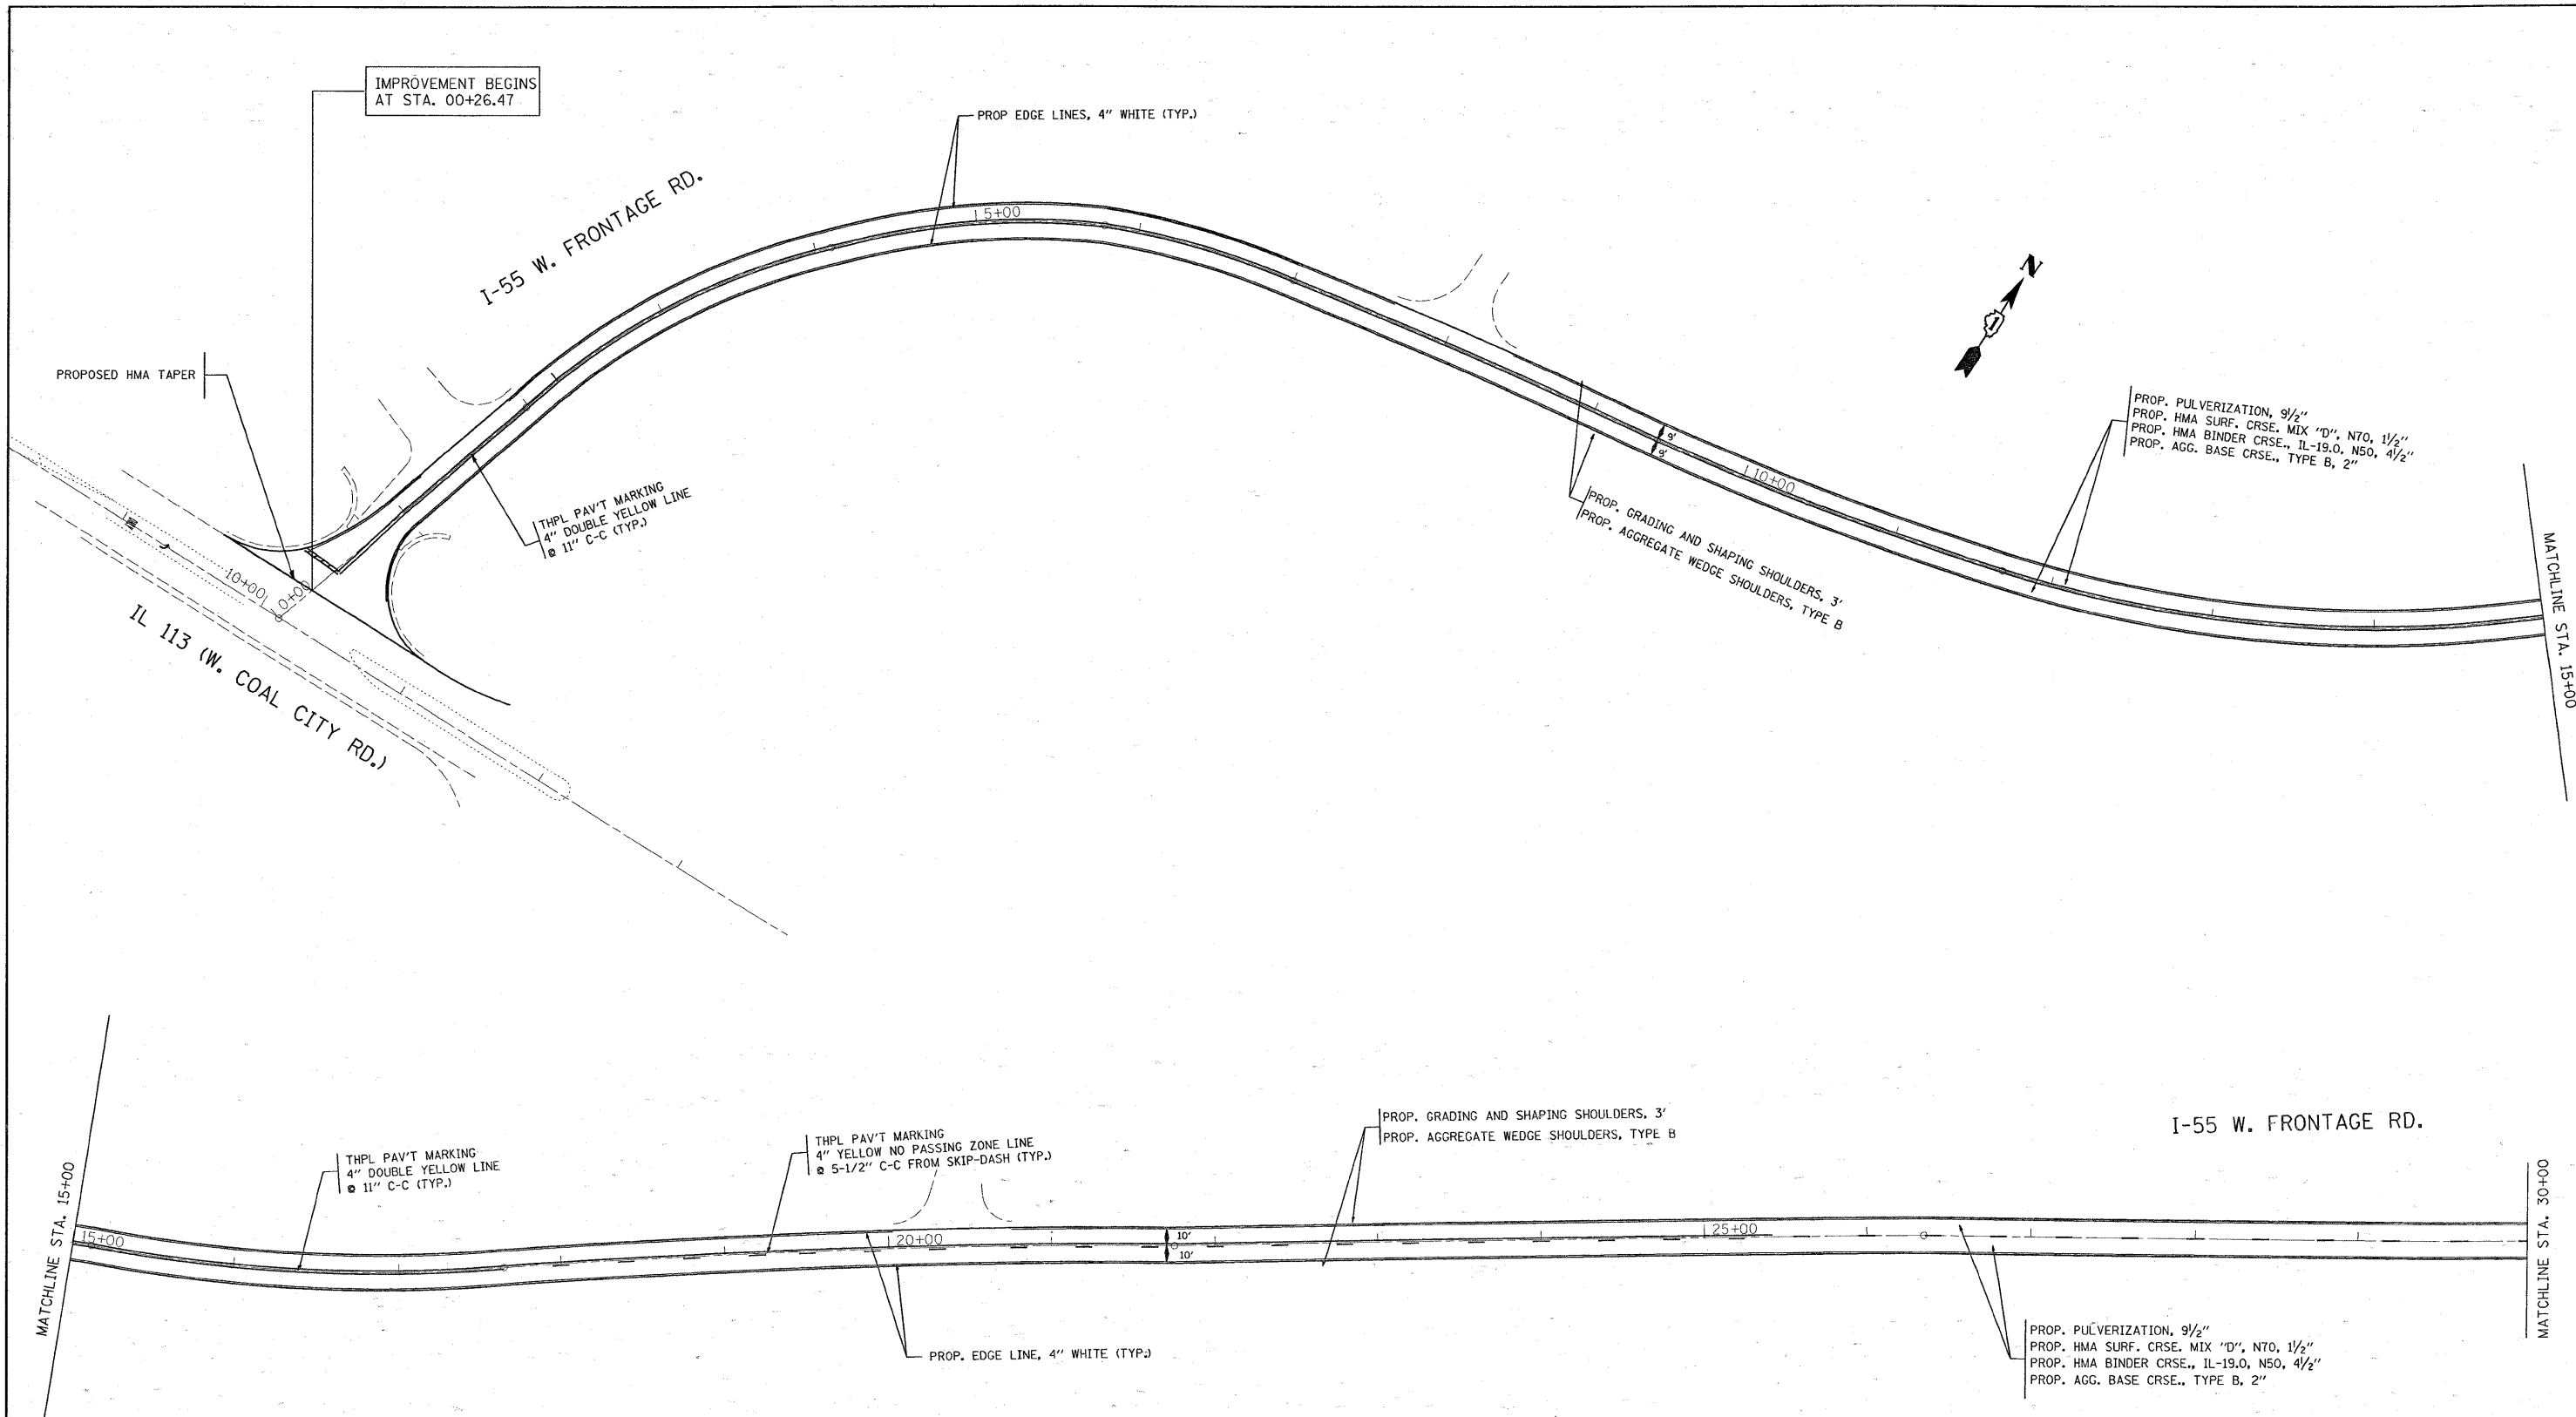 IMPROVEMENT BEGINS
AT STA. 00+26.47
PROP EDGE LINES, 4" WHITE (TYP.)
I-55 W. FRONTAGE RD.
5+00
N
1
PROPOSED HMA TAPER
PROP. PULVERIZATION, 9½"
PROP. HMA SURF. CRSE. MIX "D", N70, 1½"
PROP. HMA BINDER CRSE., IL-19.0, N50, 4½"
PROP. AGG. BASE CRSE., TYPE B, 2"
9'
9'
10+00
THPL PAV'T MARKING
4" DOUBLE YELLOW LINE
@ 11" C-C (TYP.)
PROP. GRADING AND SHAPING SHOULDERS, 3'
PROP. AGGREGATE WEDGE SHOULDERS, TYPE B
MATCHLINE STA. 15+00
10+00
0+00
IL 113 (W. COAL CITY RD.)
MATCHLINE STA. 15+00
THPL PAV'T MARKING
4" DOUBLE YELLOW LINE
@ 11" C-C (TYP.)
THPL PAV'T MARKING
4" YELLOW NO PASSING ZONE LINE
@ 5-1/2" C-C FROM SKIP-DASH (TYP.)
PROP. GRADING AND SHAPING SHOULDERS, 3'
PROP. AGGREGATE WEDGE SHOULDERS, TYPE B
I-55 W. FRONTAGE RD.
15+00
20+00
10'
10'
25+00
MATCHLINE STA. 30+00
PROP. EDGE LINE, 4" WHITE (TYP.)
PROP. PULVERIZATION, 9½"
PROP. HMA SURF. CRSE. MIX "D", N70, 1½"
PROP. HMA BINDER CRSE., IL-19.0, N50, 4½"
PROP. AGG. BASE CRSE., TYPE B, 2"